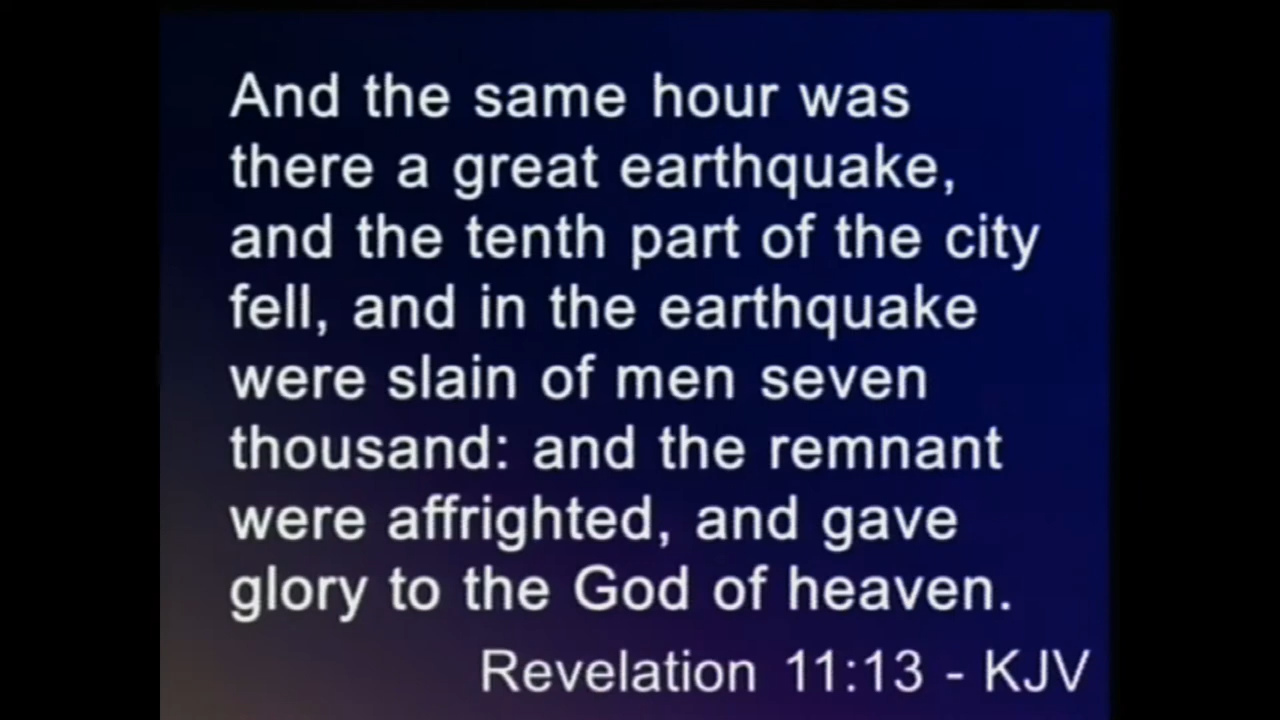 And the same hour was
there a great earthquake,
and the tenth part of the city
fell, and in the earthquake
were slain of men seven
thousand: and the remnant
were affrighted, and gave
glory to the God of heaven.
Revelation 11:13 - KJV